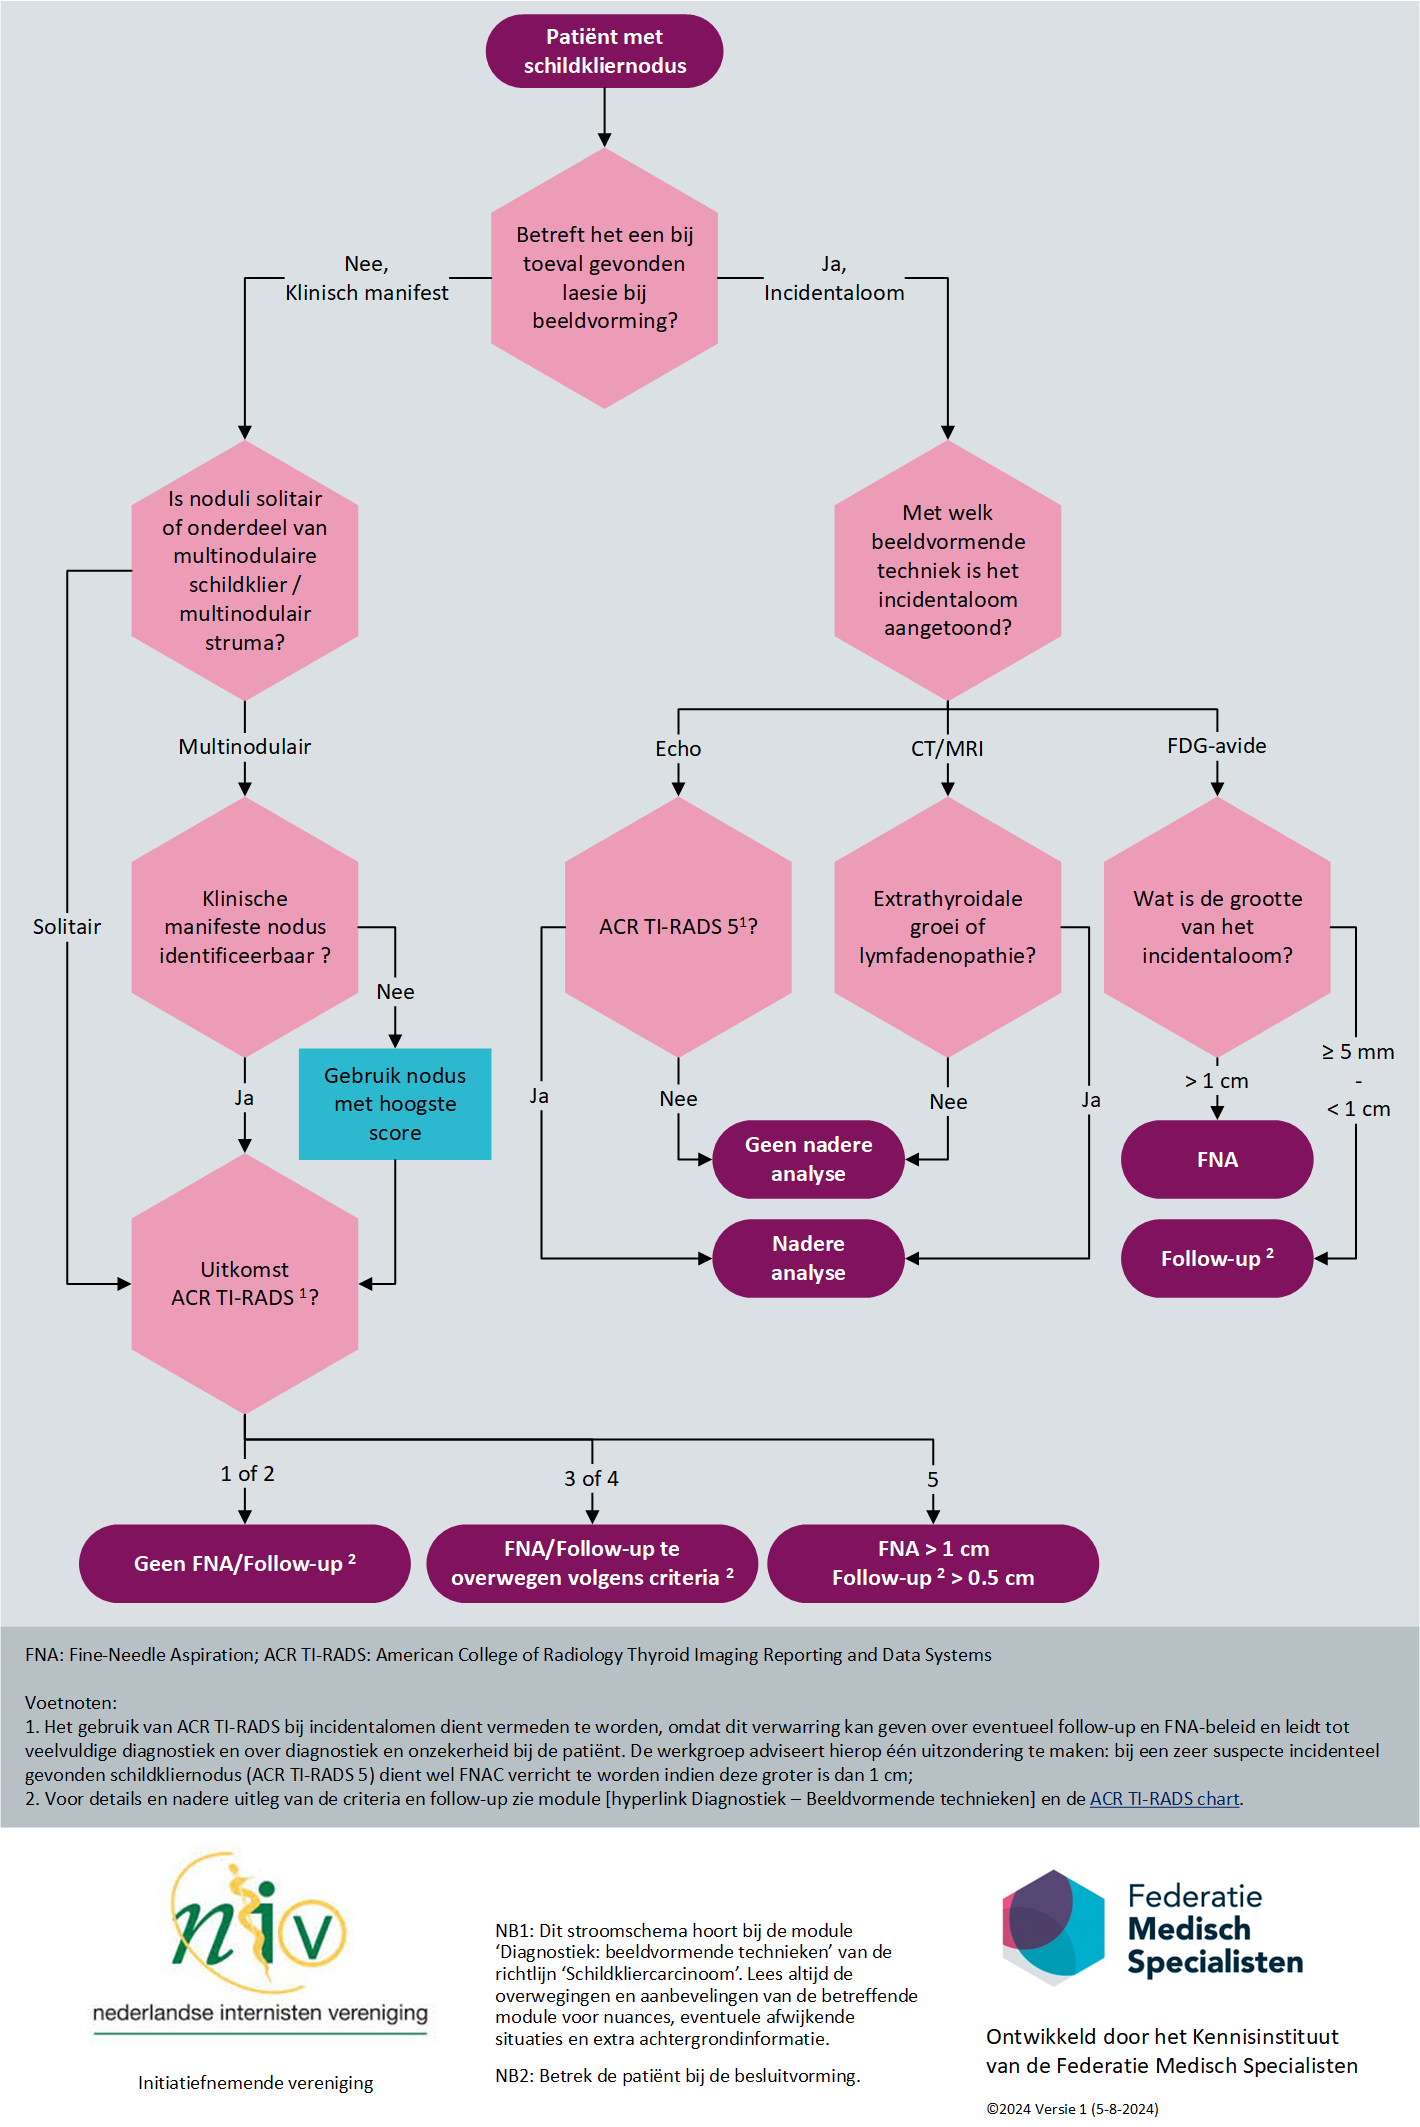 Patiënt met
schildkliernodus
Betreft het een bij
toeval gevonden
laesie bij
beeldvorming?
Nee,
Klinisch manifest
Ja,
Incidentaloom
Is noduli solitair
of onderdeel van
multinodulaire
schildklier /
multinodulair
struma?
Met welk
beeldvormende
techniek is het
incidentaloom
aangetoond?
Multinodulair
Echo
CT/MRI
FDG-avide
Solitair
Klinische
manifeste nodus
identificeerbaar ?
ACR TI-RADS 5¹?
Extrathyroidale
groei of
lymfadenopathie?
Wat is de grootte
van het
incidentaloom?
Nee
Ja
Gebruik nodus
met hoogste
score
Ja
Nee
Nee
Ja
> 1 cm
≥ 5 mm
-
< 1 cm
Geen nadere
analyse
FNA
Nadere
analyse
Follow-up ²
Uitkomst
ACR TI-RADS ¹?
1 of 2
3 of 4
5
Geen FNA/Follow-up ²
FNA/Follow-up te
overwegen volgens criteria ²
FNA > 1 cm
Follow-up ² > 0.5 cm
FNA: Fine-Needle Aspiration; ACR TI-RADS: American College of Radiology Thyroid Imaging Reporting and Data Systems
Voetnoten:
1. Het gebruik van ACR TI-RADS bij incidentalomen dient vermeden te worden, omdat dit verwarring kan geven over eventueel follow-up en FNA-beleid en leidt tot
veelvuldige diagnostiek en over diagnostiek en onzekerheid bij de patiënt. De werkgroep adviseert hierop één uitzondering te maken: bij een zeer suspecte incidenteel
gevonden schildkliernodus (ACR TI-RADS 5) dient wel FNAC verricht te worden indien deze groter is dan 1 cm;
2. Voor details en nadere uitleg van de criteria en follow-up zie module [hyperlink Diagnostiek – Beeldvormende technieken] en de ACR TI-RADS chart.
niv
nederlandse internisten vereniging
Initiatiefnemende vereniging
NB1: Dit stroomschema hoort bij de module
‘Diagnostiek: beeldvormende technieken’ van de
richtlijn ‘Schildkliercarcinoom’. Lees altijd de
overwegingen en aanbevelingen van de betreffende
module voor nuances, eventuele afwijkende
situaties en extra achtergrondinformatie.
NB2: Betrek de patiënt bij de besluitvorming.
Federatie
Medisch
Specialisten
Ontwikkeld door het Kennisinstituut
van de Federatie Medisch Specialisten
©2024 Versie 1 (5-8-2024)